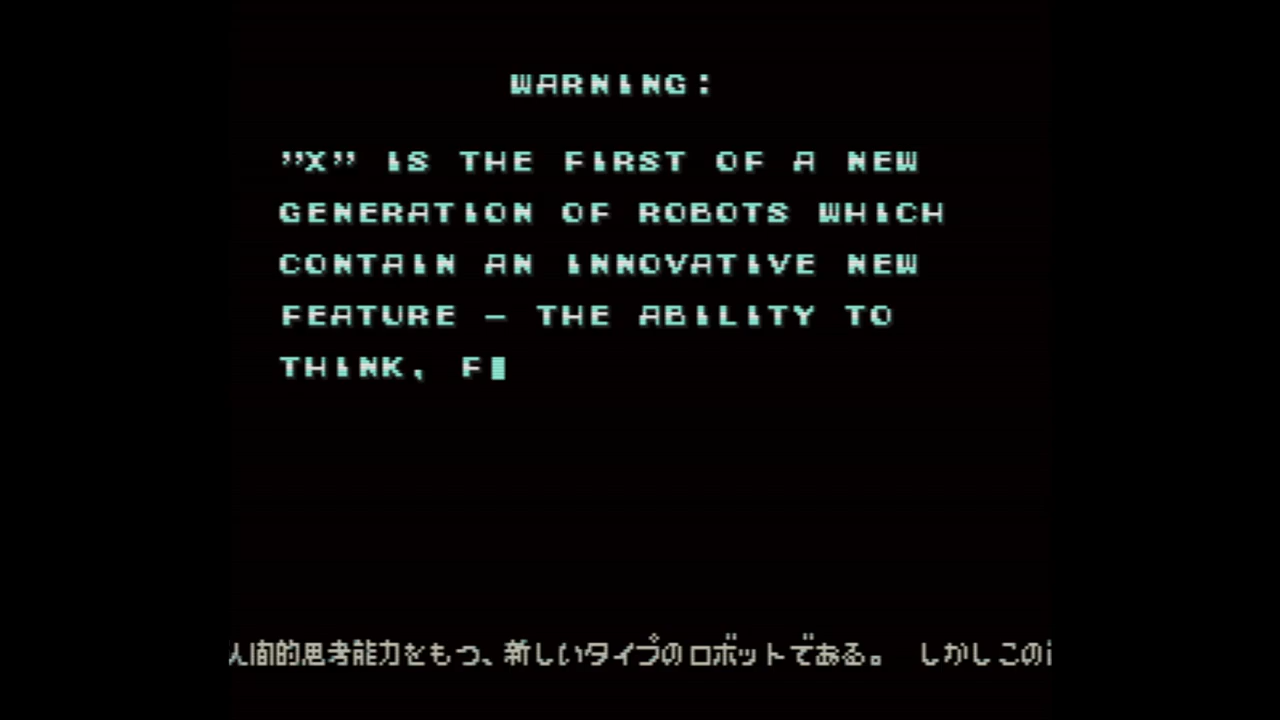 WARNING:
"X" IS THE FIRST OF A NEW
GENERATION OF ROBOTS WHICH
CONTAIN AN INNOVATIVE NEW
FEATURE – THE ABILITY TO
THINK, F
人間的思考能力をもつ、新しいタイプのロボットである。 しかしこの